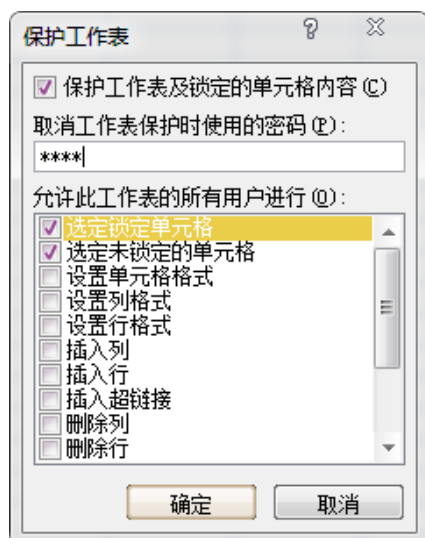 保护工作表
保护工作表及锁定的单元格内容(C)
取消工作表保护时使用的密码(P):
****
允许此工作表的所有用户进行(O):
选定锁定单元格
选定未锁定的单元格
设置单元格格式
设置列格式
设置行格式
插入列
插入行
插入超链接
删除列
删除行
确定 取消